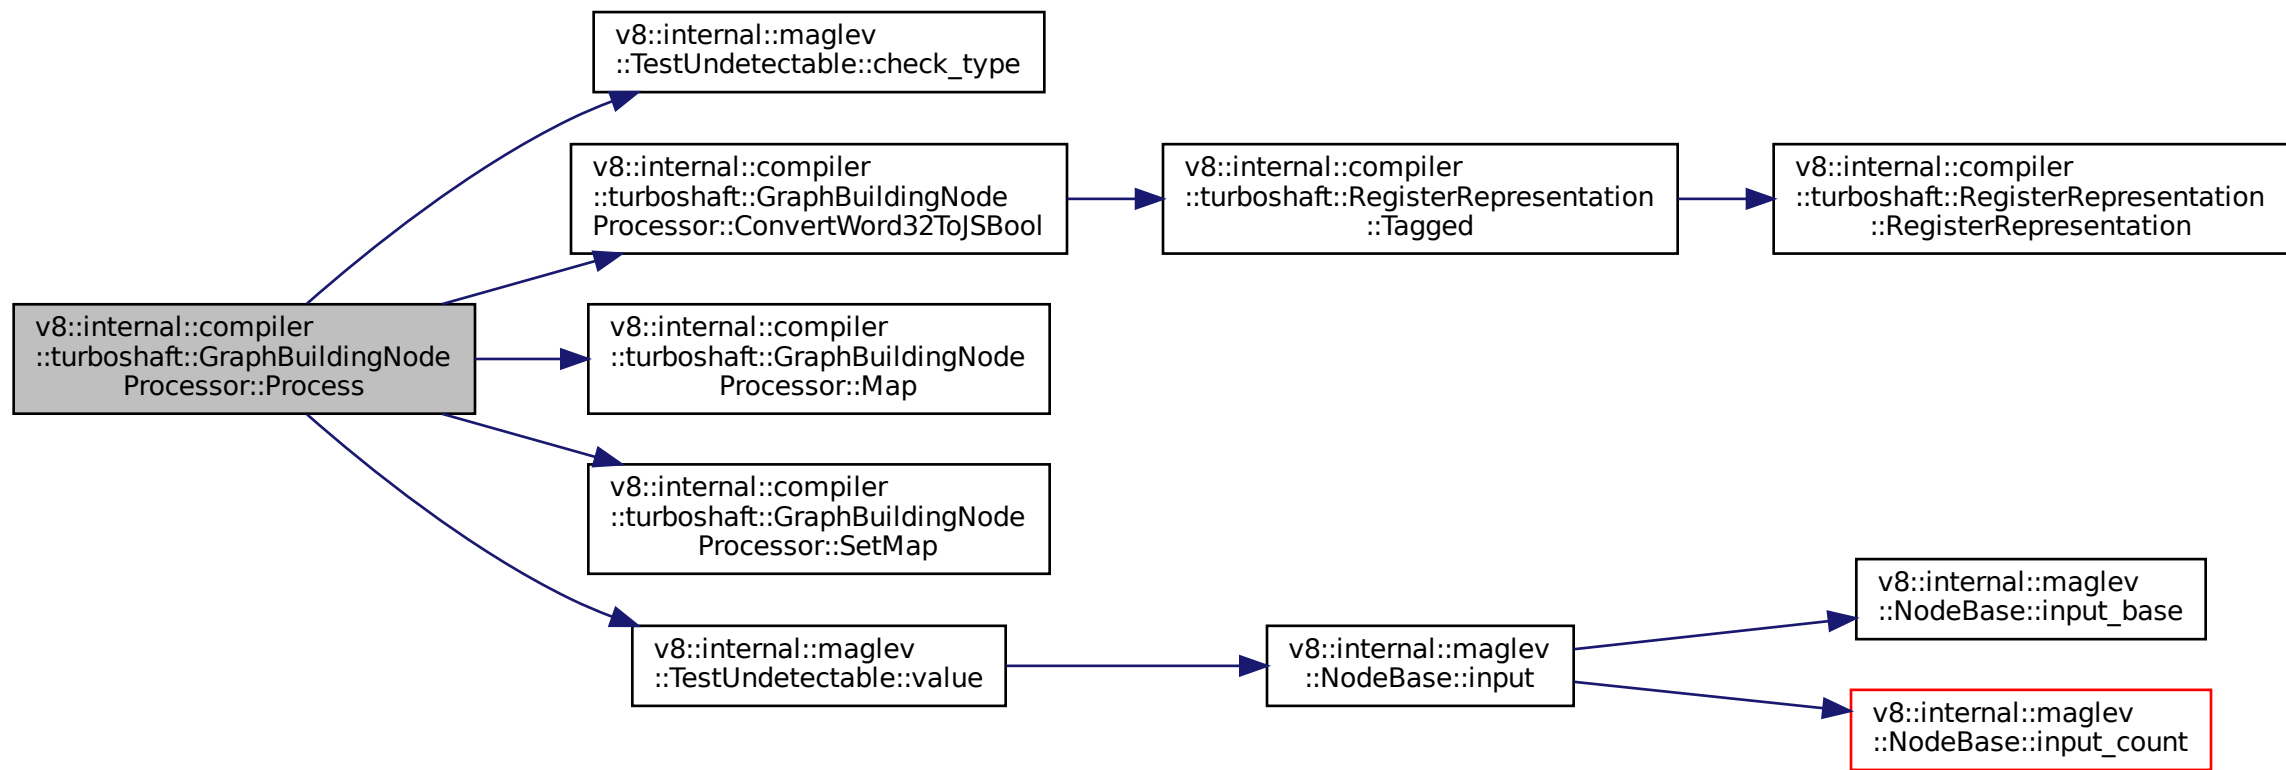 v8::internal::maglev
::TestUndetectable::check_type
v8::internal::compiler
::turboshaft::GraphBuildingNode
Processor::ConvertWord32ToJSBool
v8::internal::compiler
::turboshaft::RegisterRepresentation
::Tagged
v8::internal::compiler
::turboshaft::RegisterRepresentation
::RegisterRepresentation
v8::internal::compiler
::turboshaft::GraphBuildingNode
Processor::Process
v8::internal::compiler
::turboshaft::GraphBuildingNode
Processor::Map
v8::internal::compiler
::turboshaft::GraphBuildingNode
Processor::SetMap
v8::internal::maglev
::TestUndetectable::value
v8::internal::maglev
::NodeBase::input
v8::internal::maglev
::NodeBase::input_base
v8::internal::maglev
::NodeBase::input_count